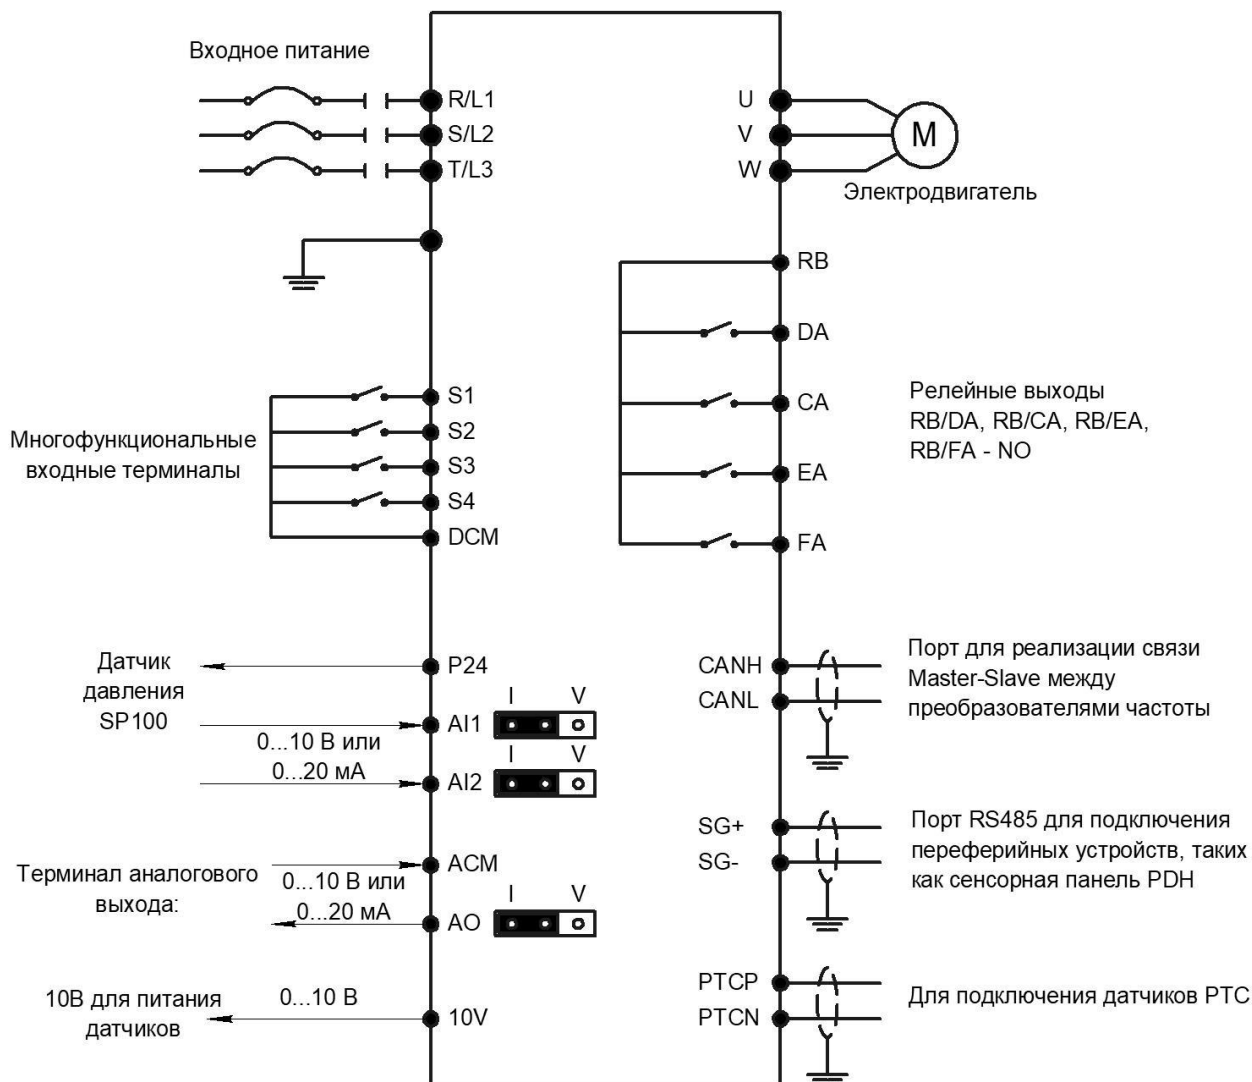 Входное питание
R/L1
S/L2
T/L3
U
V
W
M
Электродвигатель
RB
DA
CA
EA
FA
Релейные выходы
RB/DA, RB/CA, RB/EA,
RB/FA - NO
Многофункциональные
входные терминалы
S1
S2
S3
S4
DCM
Датчик
давления
SP100
P24
I V
AI1
0...10 В или
0...20 мА
I V
AI2
CANH
CANL
Порт для реализации связи
Master-Slave между
преобразователями частоты
SG+
SG-
Порт RS485 для подключения
переферийных устройств, таких
как сенсорная панель PDH
Терминал аналогового
выхода:
ACM
0...10 В или
0...20 мА
I V
AO
10В для питания
датчиков
0...10 В
10V
PTCP
PTCN
Для подключения датчиков PTC